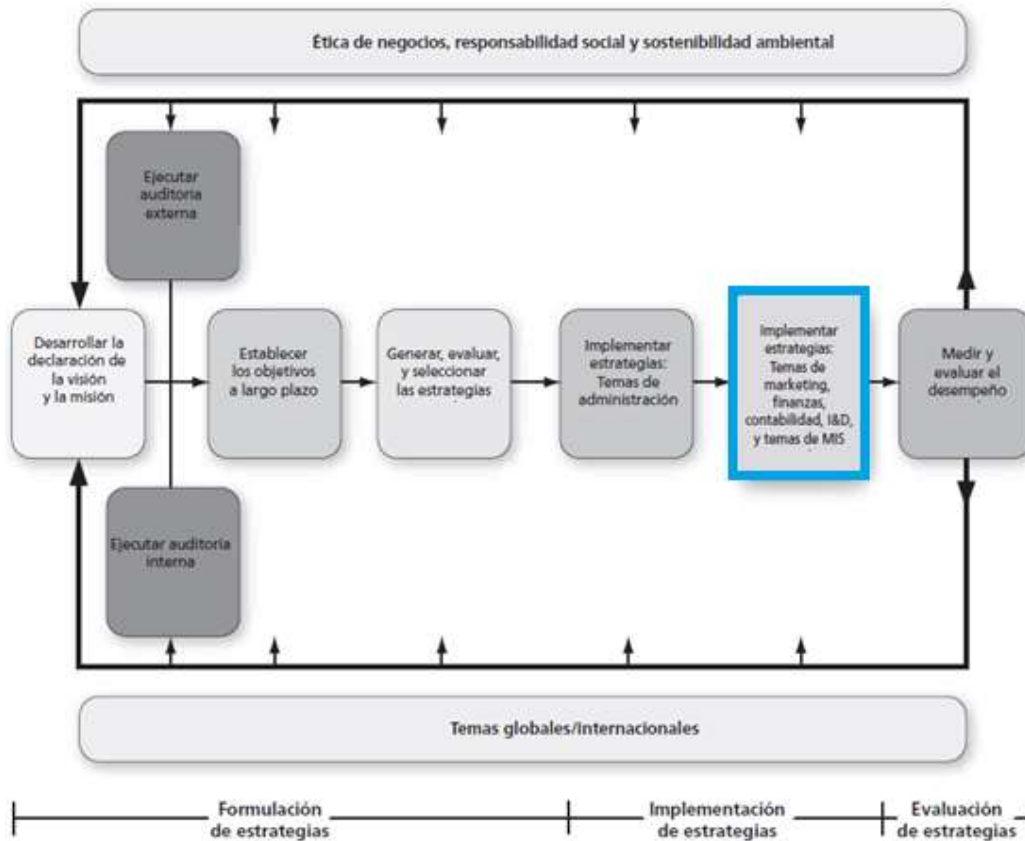 Ética de negocios, responsabilidad social y sostenibilidad ambiental
Ejecutar
auditoria
externa
Desarrollar la
declaración de
la visión
y la misión
Establecer
los objetivos
a largo plazo
Generar, evaluar,
y seleccionar
las estrategias
Implementar
estrategias:
Temas de
administración
Implementar
estrategias:
Temas de
marketing,
finanzas,
contabilidad, I&D,
y temas de MIS
Medir y
evaluar el
desempeño
Ejecutar auditoria
interna
Temas globales/internacionales
Formulación
de estrategias
Implementación
de estrategias
Evaluación
de estrategias